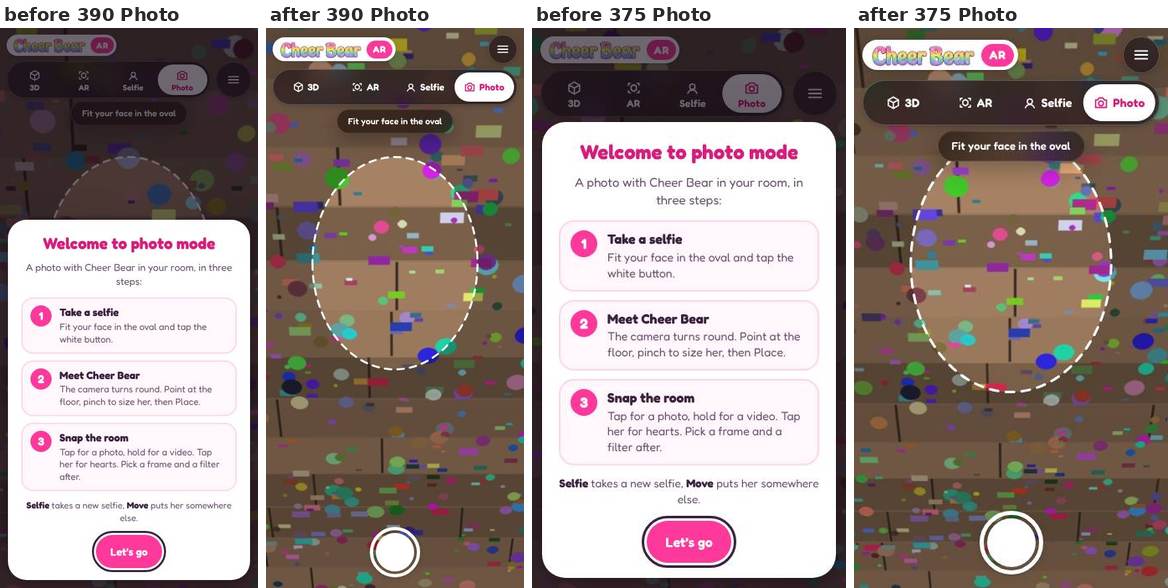 before 390 Photo
after 390 Photo
before 375 Photo
after 375 Photo
Cheer Bear AR
3D
AR
Selfie
Photo
Fit your face in the oval
Welcome to photo mode
A photo with Cheer Bear in your room, in three
steps:
1
Take a selfie
Fit your face in the oval and tap the
white button.
2
Meet Cheer Bear
The camera turns round. Point at the
floor, pinch to size her, then Place.
3
Snap the room
Tap for a photo, hold for a video. Tap
her for hearts. Pick a frame and a filter
after.
Selfie takes a new selfie, Move puts her somewhere
else.
Let's go
Cheer Bear AR
3D
AR
Selfie
Photo
Fit your face in the oval
Cheer Bear AR
3D
AR
Selfie
Photo
Welcome to photo mode
A photo with Cheer Bear in your room, in
three steps:
1
Take a selfie
Fit your face in the oval and tap the
white button.
2
Meet Cheer Bear
The camera turns round. Point at the
floor, pinch to size her, then Place.
3
Snap the room
Tap for a photo, hold for a video. Tap
her for hearts. Pick a frame and a
filter after.
Selfie takes a new selfie, Move puts her somewhere
else.
Let's go
Cheer Bear AR
3D
AR
Selfie
Photo
Fit your face in the oval